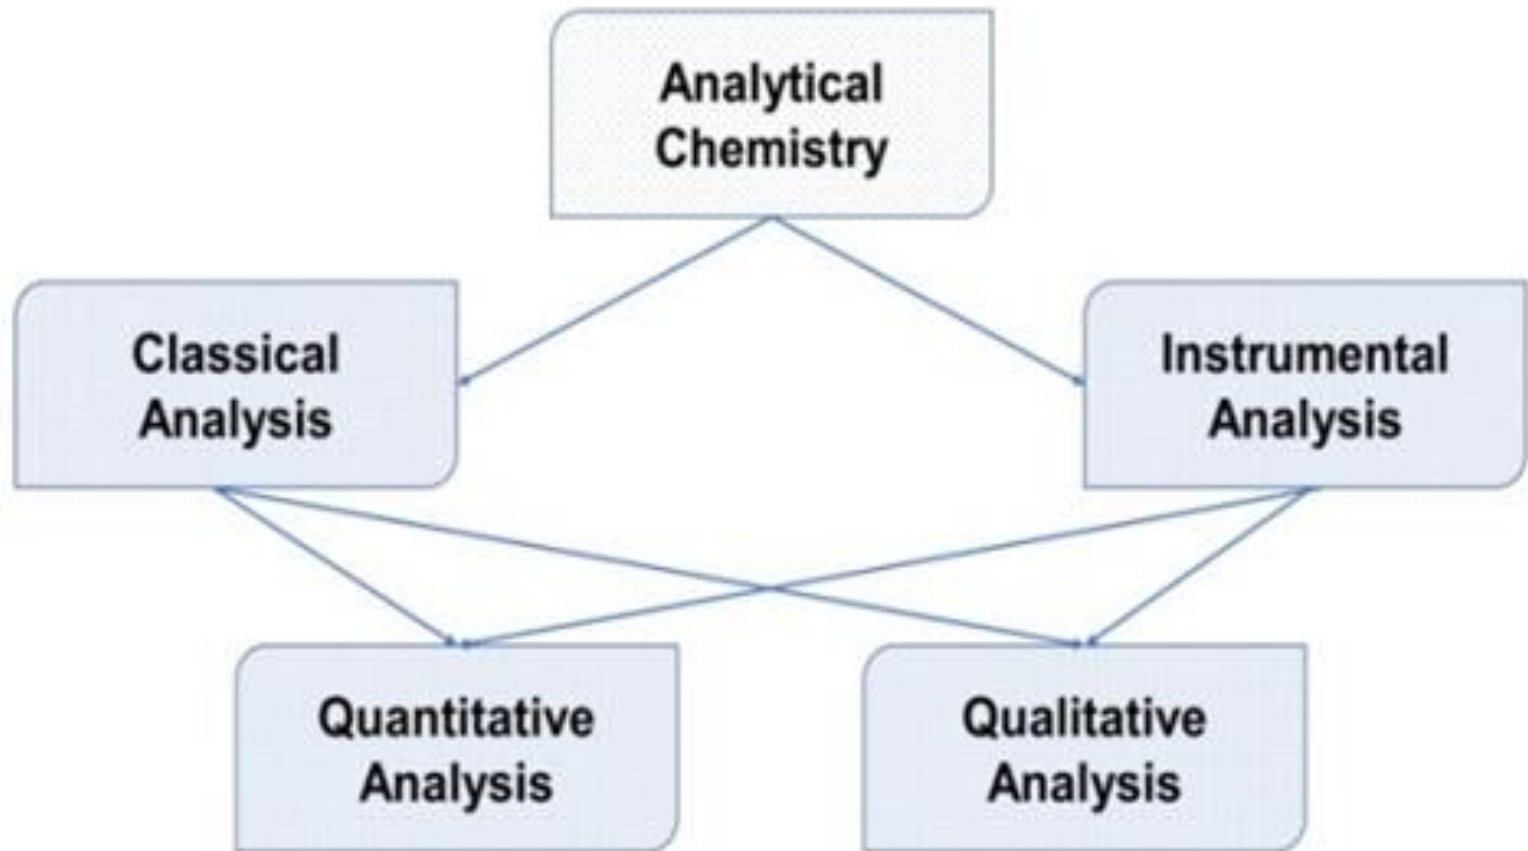 Analytical
Chemistry
Classical
Analysis
Instrumental
Analysis
Quantitative
Analysis
Qualitative
Analysis